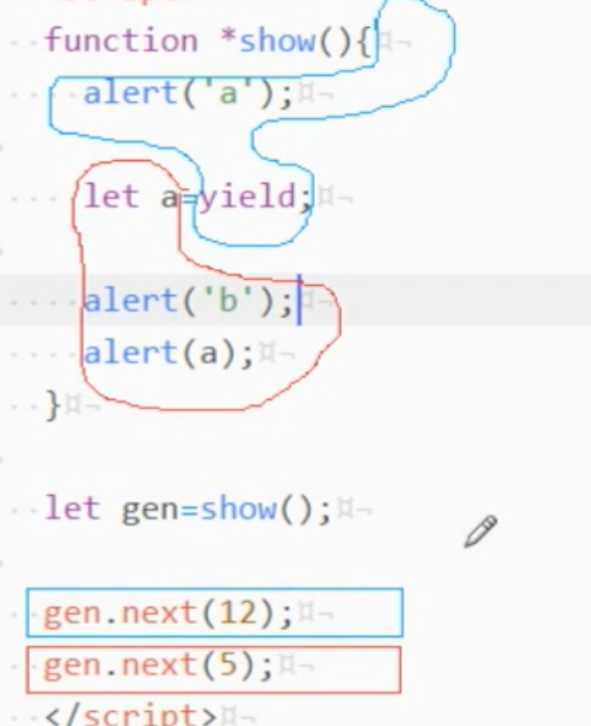 function *show(){
alert('a');
let a=yield;
alert('b');
alert(a);
}
let gen=show();
gen.next(12);
gen.next(5);
</script>